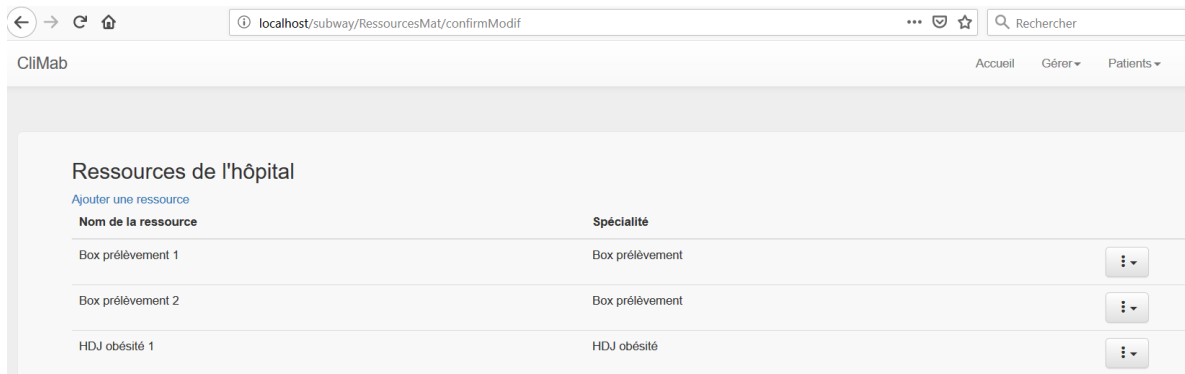 localhost/subway/RessourcesMat/confirmModif
Rechercher
CliMab Accueil Gérer Patients
Ressources de l'hôpital
Ajouter une ressource
Nom de la ressource Spécialité
Box prélèvement 1 Box prélèvement
Box prélèvement 2 Box prélèvement
HDJ obésité 1 HDJ obésité